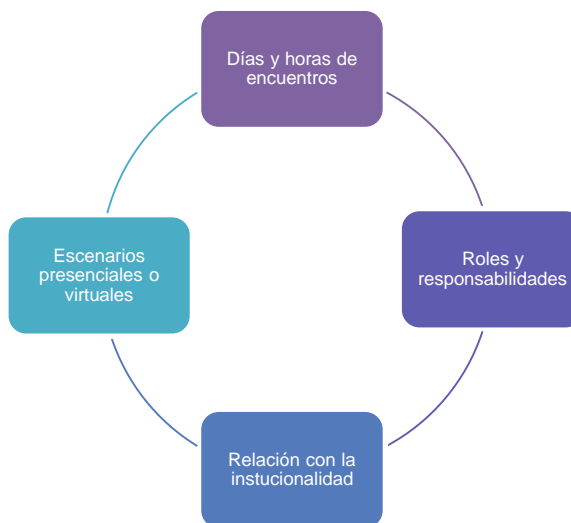 Días y horas de
encuentros
Roles y
responsabilidades
Relación con la
instucionalidad
Escenarios
presenciales o
virtuales